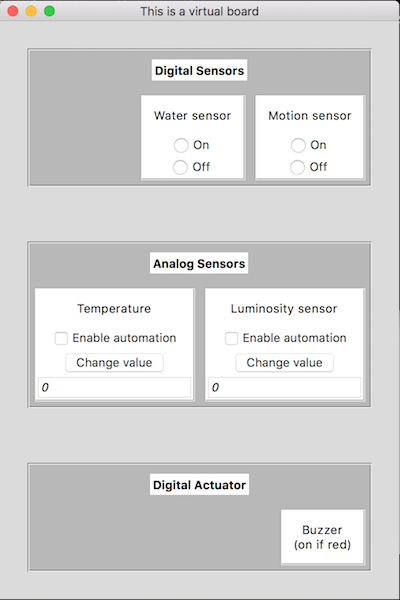 This is a virtual board
Digital Sensors
Water sensor
On
Off
Motion sensor
On
Off
Analog Sensors
Temperature
Enable automation
Change value
0
Luminosity sensor
Enable automation
Change value
0
Digital Actuator
Buzzer
(on if red)